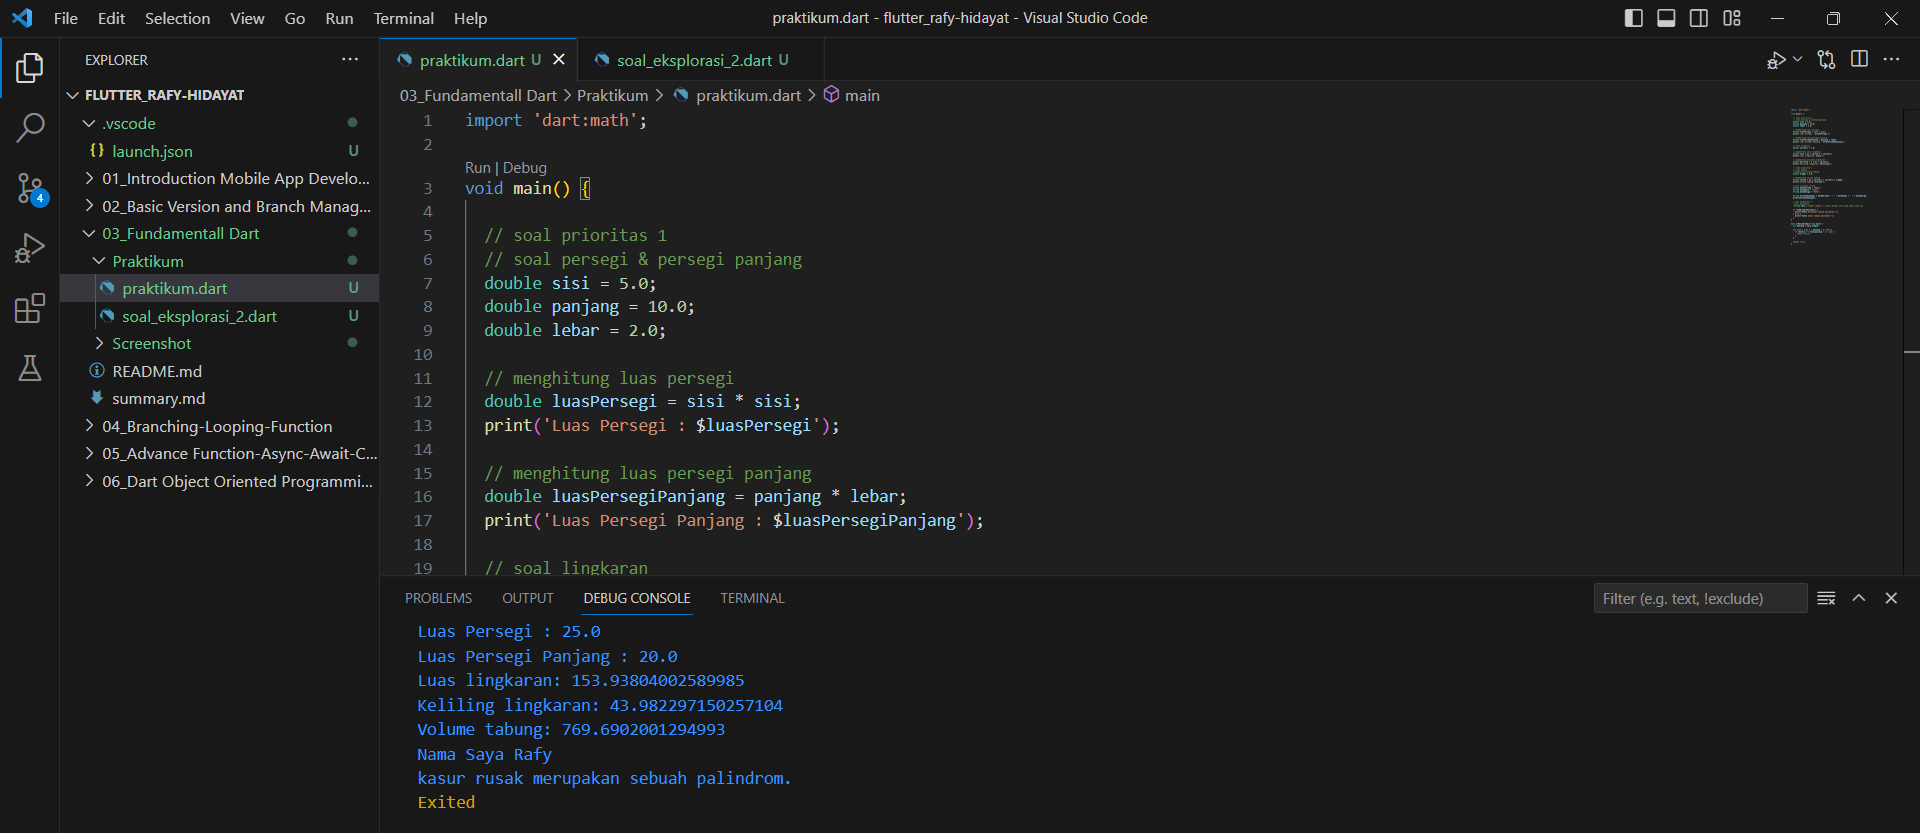 File Edit Selection View Go Run Terminal Help
praktikum.dart - flutter_rafy-hidayat - Visual Studio Code
EXPLORER
FLUTTER_RAFY-HIDAYAT
.vscode
{} launch.json U
01_Introduction Mobile App Develo...
02_Basic Version and Branch Manag...
03_Fundamentall Dart
Praktikum
praktikum.dart U
soal_eksplorasi_2.dart U
Screenshot
README.md
summary.md
04_Branching-Looping-Function
05_Advance Function-Async-Await-C...
06_Dart Object Oriented Programmi...
4
praktikum.dart U
soal_eksplorasi_2.dart U
03_Fundamentall Dart > Praktikum > praktikum.dart > main
1 import 'dart:math';
2
Run | Debug
3 void main() {
4
5 // soal prioritas 1
6 // soal persegi & persegi panjang
7 double sisi = 5.0;
8 double panjang = 10.0;
9 double lebar = 2.0;
10
11 // menghitung luas persegi
12 double luasPersegi = sisi * sisi;
13 print('Luas Persegi : $luasPersegi');
14
15 // menghitung luas persegi panjang
16 double luasPersegiPanjang = panjang * lebar;
17 print('Luas Persegi Panjang : $luasPersegiPanjang');
18
19 // soal lingkaran
PROBLEMS OUTPUT DEBUG CONSOLE TERMINAL
Filter (e.g. text, !exclude)
Luas Persegi : 25.0
Luas Persegi Panjang : 20.0
Luas lingkaran: 153.93804002589985
Keliling lingkaran: 43.982297150257104
Volume tabung: 769.6902001294993
Nama Saya Rafy
kasur rusak merupakan sebuah palindrom.
Exited